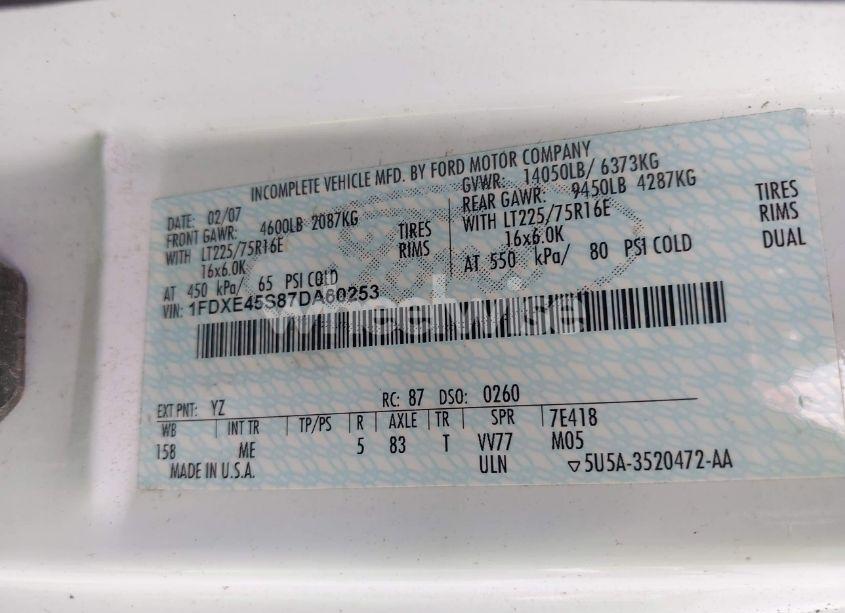 INCOMPLETE VEHICLE MFD. BY FORD MOTOR COMPANY
DATE: 02/07 GVWR: 14050LB/ 6373KG
FRONT GAWR: 4600LB 2087KG REAR GAWR: 9450LB 4287KG
WITH LT225/75R16E TIRES WITH LT225/75R16E TIRES
16x6.0K RIMS 16x6.0K RIMS
AT 450 kPa/ 65 PSI COLD AT 550 kPa/ 80 PSI COLD DUAL
VIN: 1FDXE45S87DA60253
wheelwise
EXT PNT: YZ RC: 87 DSO: 0260
WB INT TR TP/PS R AXLE TR SPR 7E418
158 ME 5 83 T VV77 M05
MADE IN U.S.A. ULN ▽5U5A-3520472-AA